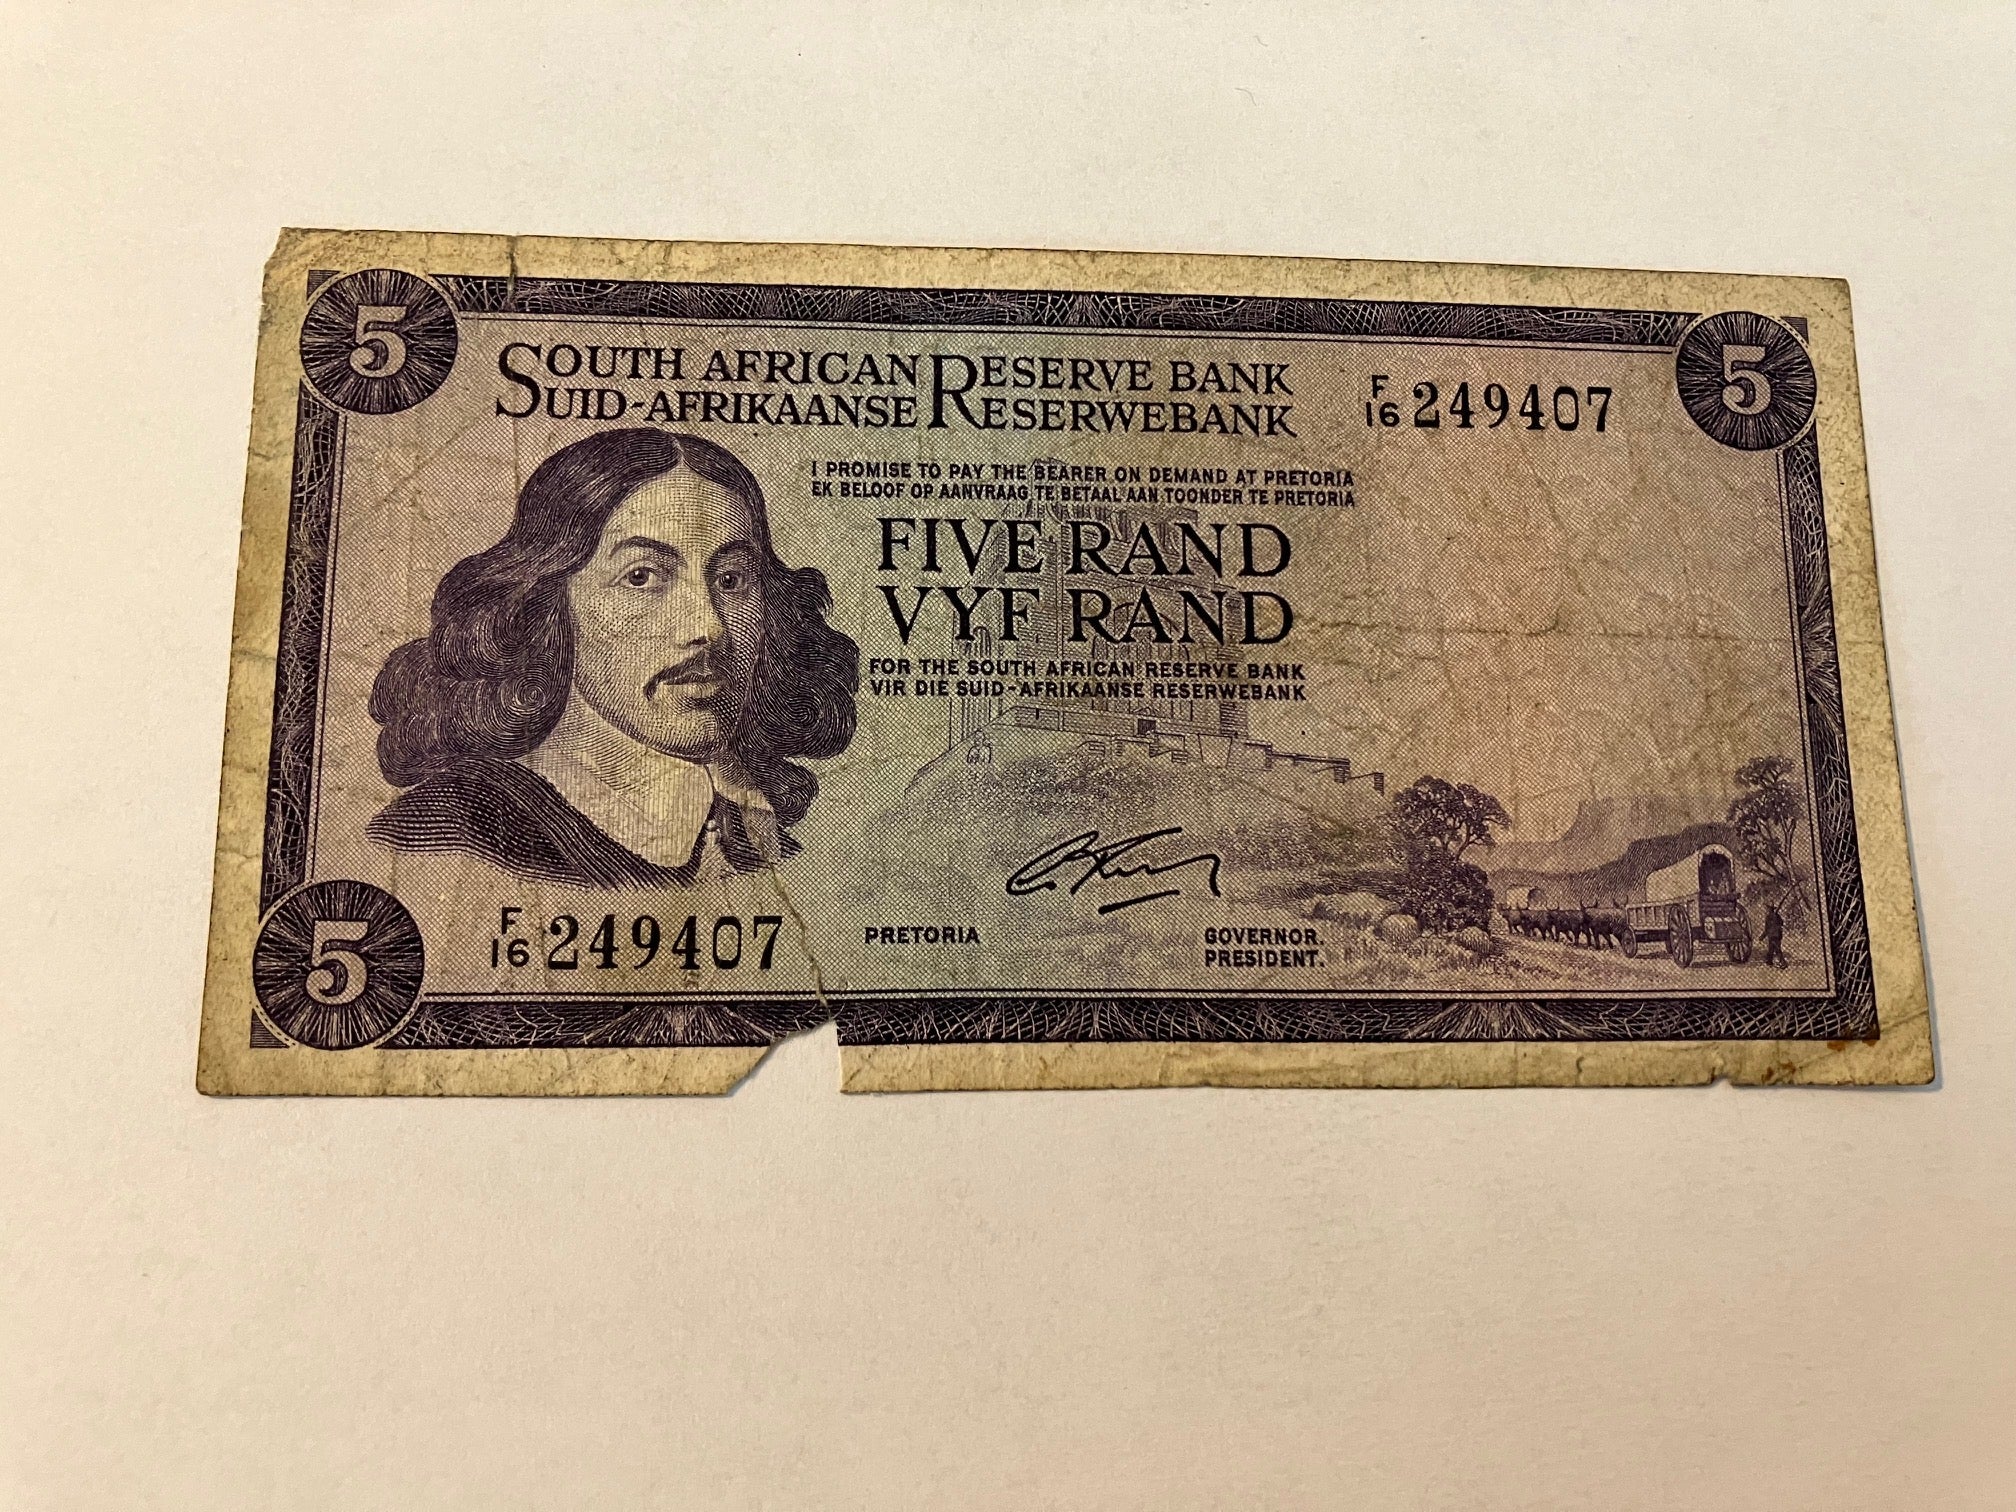 5
5
SOUTH AFRICAN RESERVE BANK
SUID-AFRIKAANSE RESERWEBANK
F/16 249407
I PROMISE TO PAY THE BEARER ON DEMAND AT PRETORIA
EK BELOOF OP AANVRAAG TE BETAAL AAN TOONDER TE PRETORIA
FIVE RAND
VYF RAND
FOR THE SOUTH AFRICAN RESERVE BANK
VIR DIE SUID-AFRIKAANSE RESERWEBANK
F/16 249407
PRETORIA
GOVERNOR.
PRESIDENT.
5